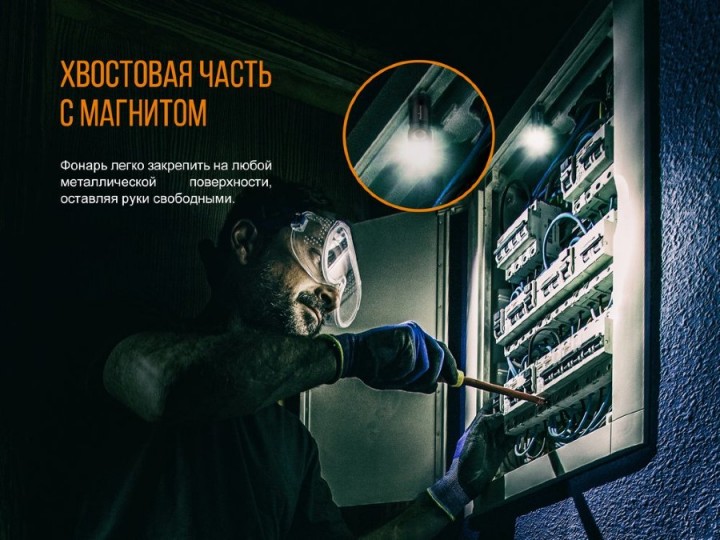 ХВОСТОВАЯ ЧАСТЬ
С МАГНИТОМ
Фонарь легко закрепить на любой
металлической поверхности,
оставляя руки свободными.